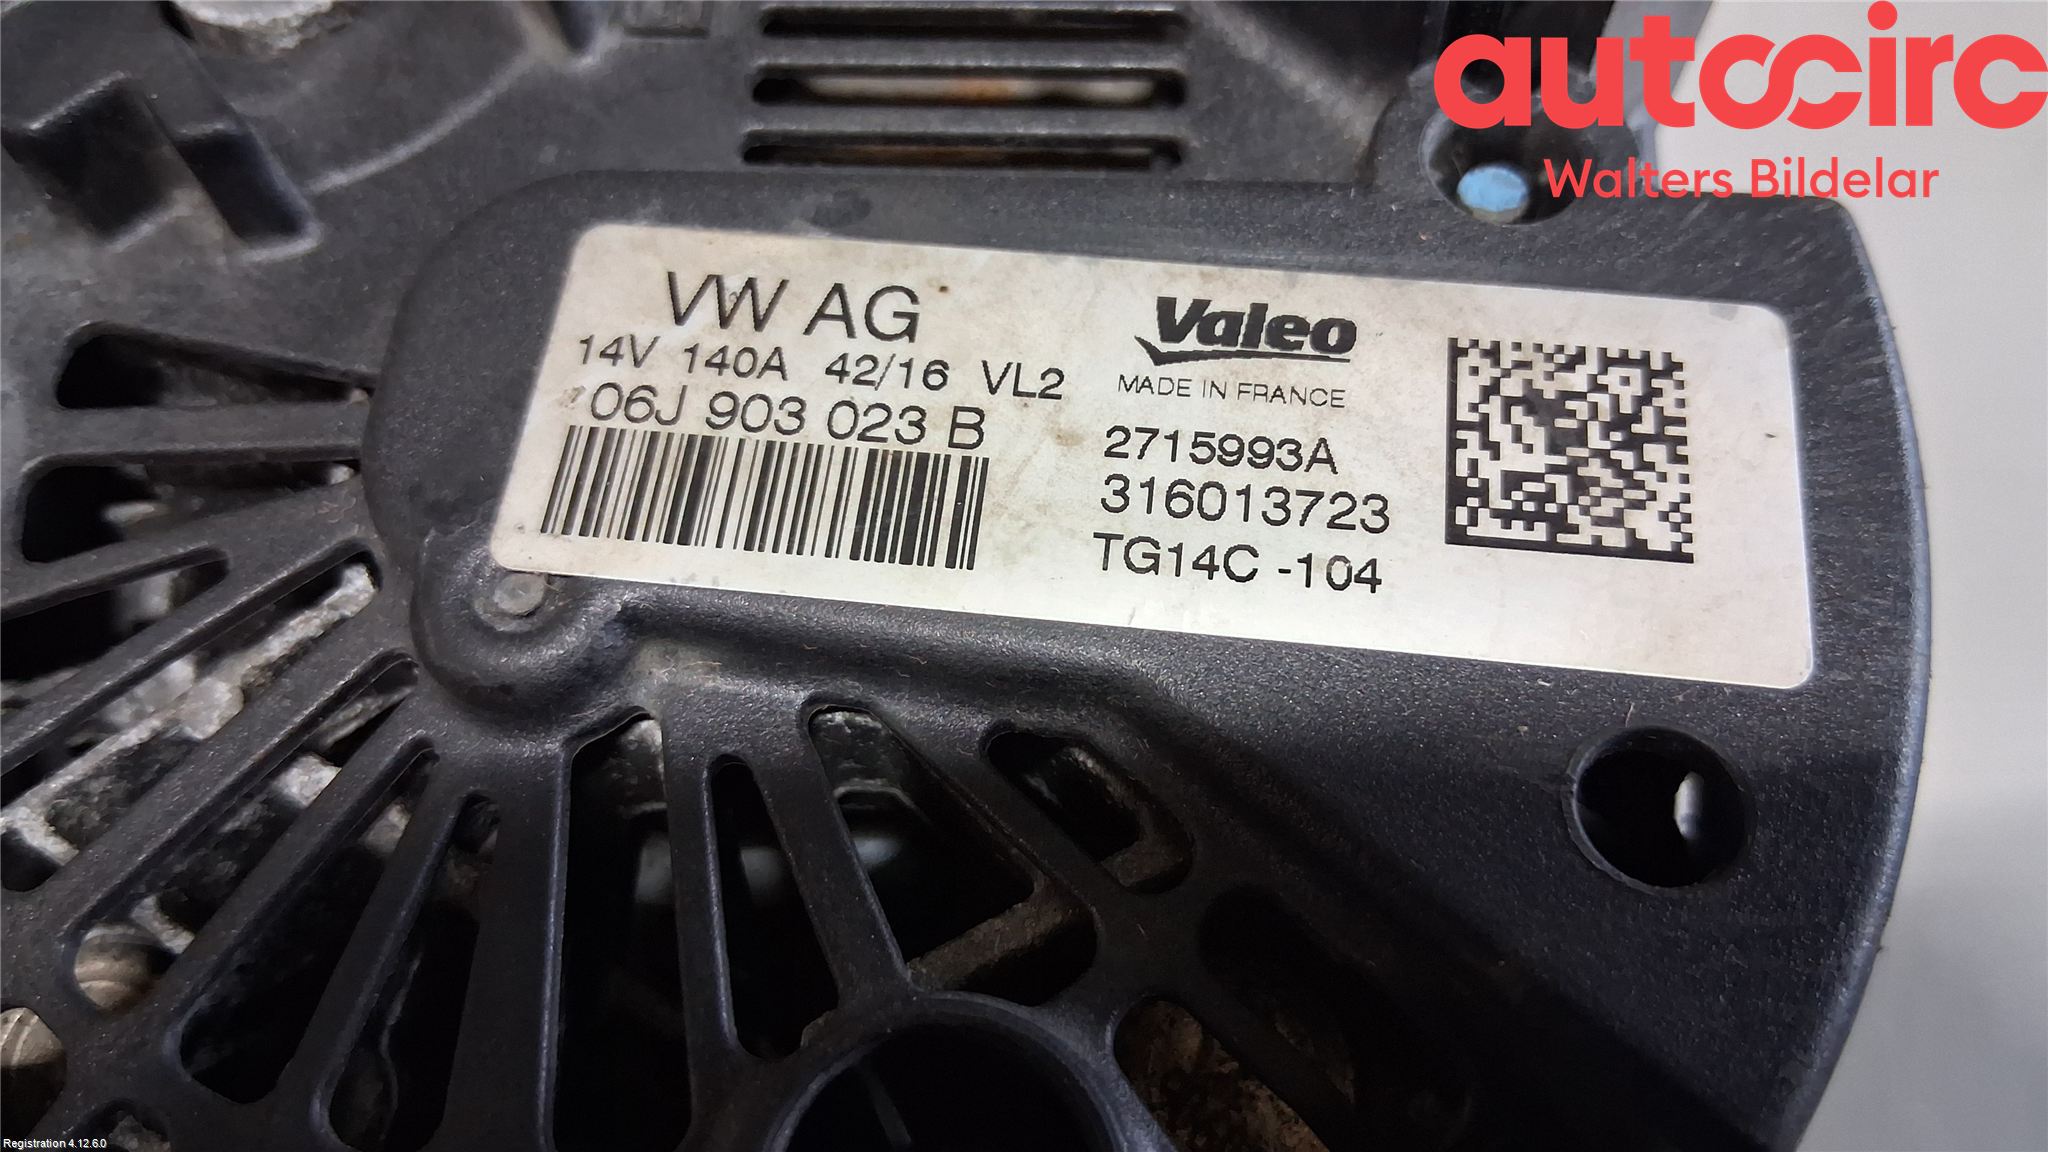 autocirc
Walters Bildelar
VW AG
14V 140A 42/16 VL2
06J 903 023 B
Valeo
MADE IN FRANCE
2715993A
316013723
TG14C -104
Registration 4.12.6.0